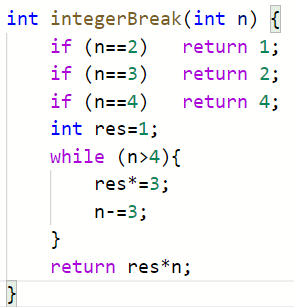 int integerBreak(int n) {
    if (n==2)   return 1;
    if (n==3)   return 2;
    if (n==4)   return 4;
    int res=1;
    while (n>4){
        res*=3;
        n-=3;
    }
    return res*n;
}